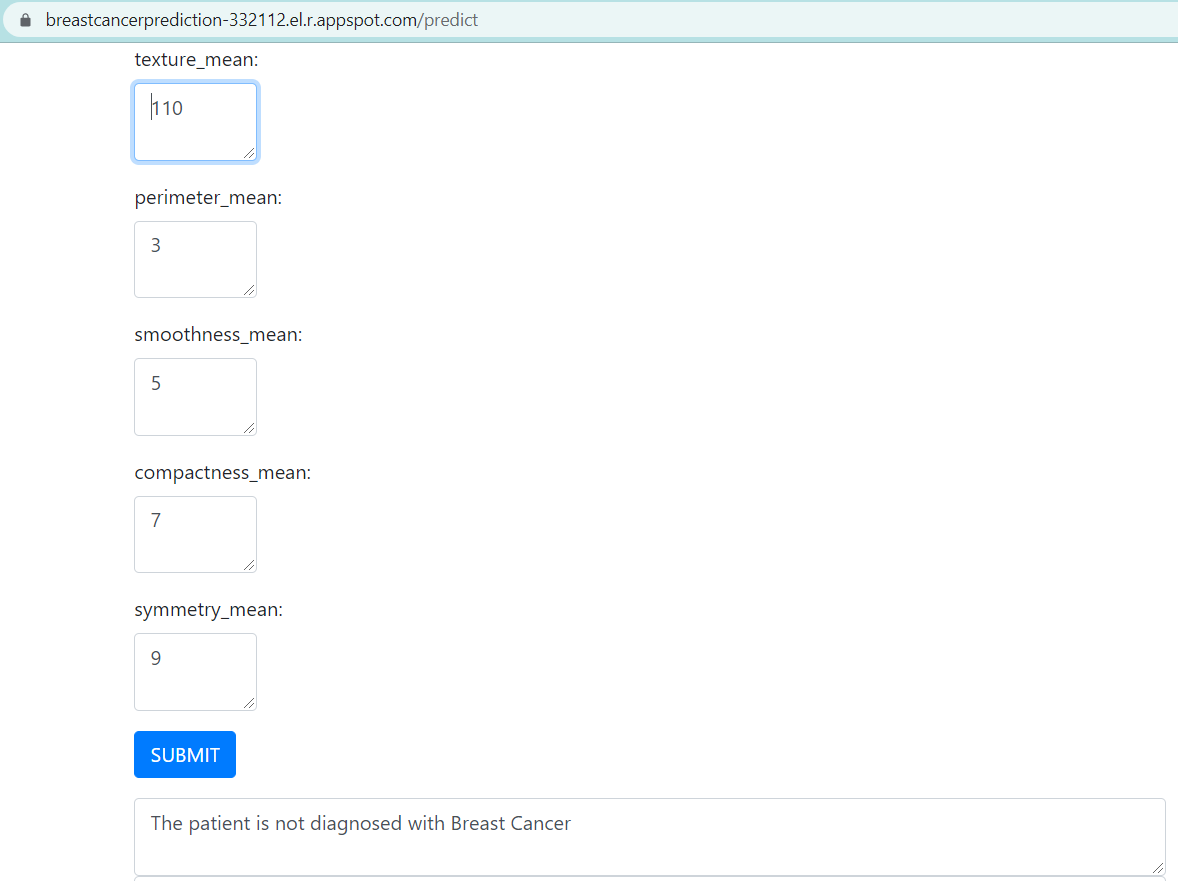 breastcancerprediction-332112.el.r.appspot.com/predict
texture_mean:
110
perimeter_mean:
3
smoothness_mean:
5
compactness_mean:
7
symmetry_mean:
9
SUBMIT
The patient is not diagnosed with Breast Cancer